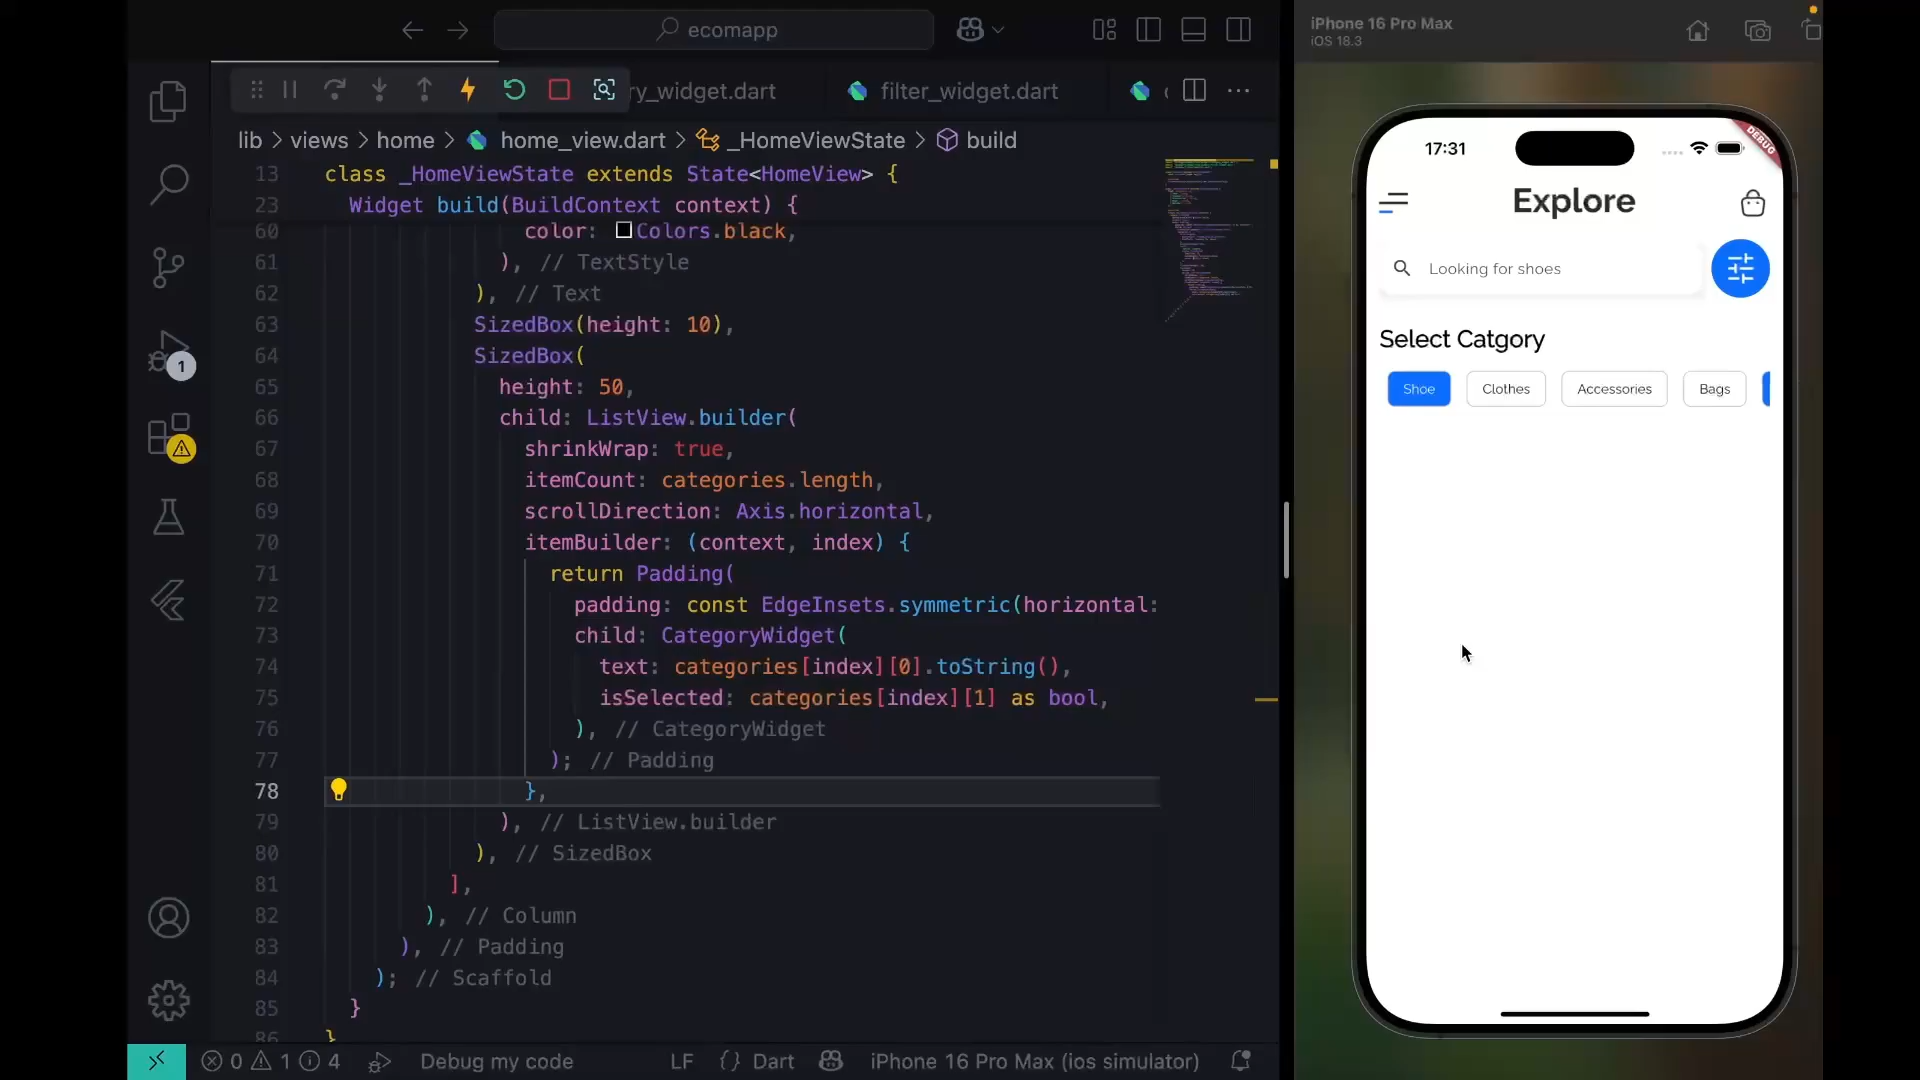 ecomapp
iPhone 16 Pro Max
iOS 18.3
ry_widget.dart
filter_widget.dart
lib > views > home > home_view.dart > _HomeViewState > build
13 class _HomeViewState extends State<HomeView> {
23 Widget build(BuildContext context) {
60 color: Colors.black,
61 ), // TextStyle
62 ), // Text
63 SizedBox(height: 10),
64 SizedBox(
65 height: 50,
66 child: ListView.builder(
67 shrinkWrap: true,
68 itemCount: categories.length,
69 scrollDirection: Axis.horizontal,
70 itemBuilder: (context, index) {
71 return Padding(
72 padding: const EdgeInsets.symmetric(horizontal:
73 child: CategoryWidget(
74 text: categories[index][0].toString(),
75 isSelected: categories[index][1] as bool,
76 ), // CategoryWidget
77 ); // Padding
78 },
79 ), // ListView.builder
80 ), // SizedBox
81 ],
82 ), // Column
83 ), // Padding
84 ); // Scaffold
85 }
86 }
1
0 1 4 Debug my code LF {} Dart iPhone 16 Pro Max (ios simulator)
17:31
DEBUG
Explore
Looking for shoes
Select Catgory
Shoe Clothes Accessories Bags